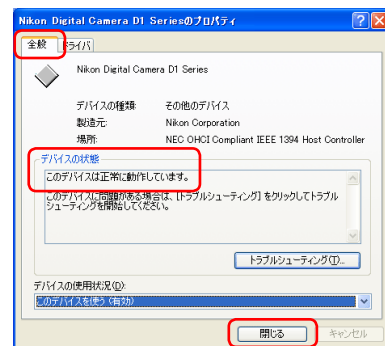 Nikon Digital Camera D1 Seriesのプロパティ
全般 ドライバ
Nikon Digital Camera D1 Series
デバイスの種類: その他のデバイス
製造元: Nikon Corporation
場所: NEC OHCI Compliant IEEE 1394 Host Controller
デバイスの状態
このデバイスは正常に動作しています。
このデバイスに問題がある場合は、[トラブルシューティング] をクリックしてトラブル
シューティングを開始してください。
トラブルシューティング(T)...
デバイスの使用状況(D):
このデバイスを使う (有効)
閉じる キャンセル